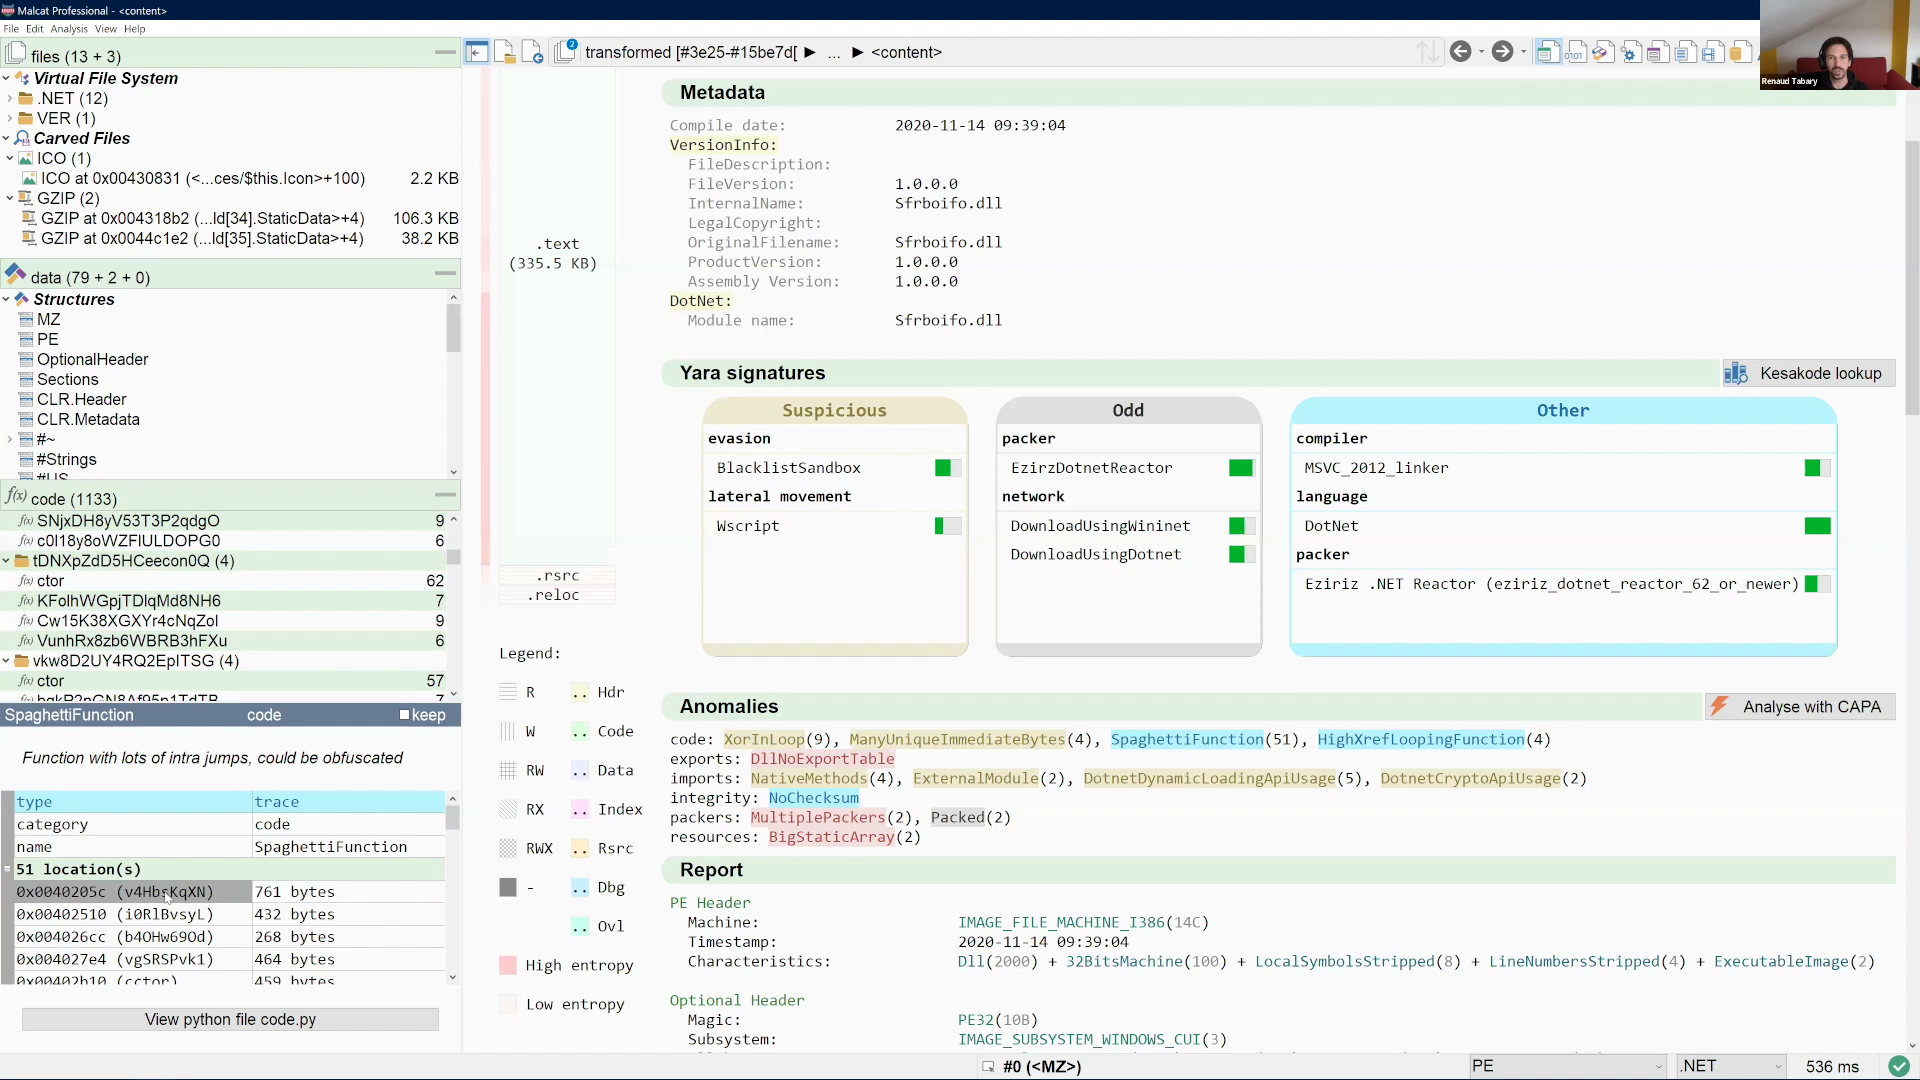 Malcat Professional - <content>
File Edit Analysis View Help
files (13 + 3)
Virtual File System
.NET (12)
VER (1)
Carved Files
ICO (1)
ICO at 0x00430831 (<...ces/$this.Icon>+100) 2.2 KB
GZIP (2)
GZIP at 0x004318b2 (...ld[34].StaticData>+4) 106.3 KB
GZIP at 0x0044c1e2 (...ld[35].StaticData>+4) 38.2 KB
data (79 + 2 + 0)
Structures
MZ
PE
OptionalHeader
Sections
CLR.Header
CLR.Metadata
#~
#Strings
#US
f(x) code (1133)
f(x) SNjxDH8yV53T3P2qdgO 9
f(x) c0l18y8oWZFlULDOPG0 6
tDNXpZdD5HCeecon0Q (4)
f(x) ctor 62
f(x) KFolhWGpjTDlqMd8NH6 7
f(x) Cw15K38XGXYr4cNqZol 9
f(x) VunhRx8zb6WBRB3hFXu 6
vkw8D2UY4RQ2EpITSG (4)
f(x) ctor 57
SpaghettiFunction code keep
Function with lots of intra jumps, could be obfuscated
type trace
category code
name SpaghettiFunction
51 location(s)
0x0040205c (v4HbsKqXN) 761 bytes
0x00402510 (i0RlBvsyL) 432 bytes
0x004026cc (b4OHw69Od) 268 bytes
0x004027e4 (vgSRSPvk1) 464 bytes
0x00402b10 (cctor) 459 bytes
View python file code.py
2
transformed [#3e25-#15be7d[ ▶ ... ▶ <content>
Renaud Tabary
.text
(335.5 KB)
.rsrc
.reloc
Legend:
R .. Hdr
W .. Code
RW .. Data
RX .. Index
RWX .. Rsrc
- .. Dbg
.. Ovl
High entropy
Low entropy
Metadata
Compile date: 2020-11-14 09:39:04
VersionInfo:
FileDescription:
FileVersion: 1.0.0.0
InternalName: Sfrboifo.dll
LegalCopyright:
OriginalFilename: Sfrboifo.dll
ProductVersion: 1.0.0.0
Assembly Version: 1.0.0.0
DotNet:
Module name: Sfrboifo.dll
Yara signatures
Kesakode lookup
Suspicious
evasion
BlacklistSandbox
lateral movement
Wscript
Odd
packer
EzirzDotnetReactor
network
DownloadUsingWininet
DownloadUsingDotnet
Other
compiler
MSVC_2012_linker
language
DotNet
packer
Eziriz .NET Reactor (eziriz_dotnet_reactor_62_or_newer)
Anomalies
Analyse with CAPA
code: XorInLoop(9), ManyUniqueImmediateBytes(4), SpaghettiFunction(51), HighXrefLoopingFunction(4)
exports: DllNoExportTable
imports: NativeMethods(4), ExternalModule(2), DotnetDynamicLoadingApiUsage(5), DotnetCryptoApiUsage(2)
integrity: NoChecksum
packers: MultiplePackers(2), Packed(2)
resources: BigStaticArray(2)
Report
PE Header
Machine: IMAGE_FILE_MACHINE_I386(14C)
Timestamp: 2020-11-14 09:39:04
Characteristics: Dll(2000) + 32BitsMachine(100) + LocalSymbolsStripped(8) + LineNumbersStripped(4) + ExecutableImage(2)
Optional Header
Magic: PE32(10B)
Subsystem: IMAGE_SUBSYSTEM_WINDOWS_CUI(3)
#0 (<MZ>)
PE
.NET
536 ms